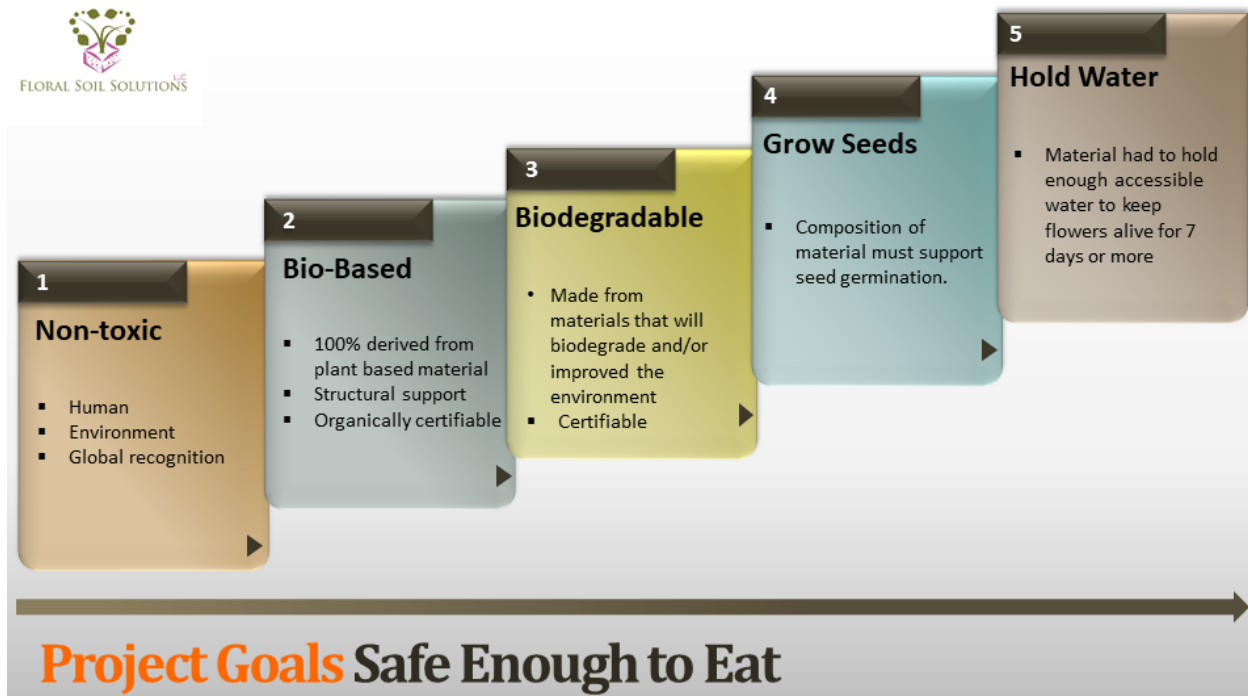 FLORAL SOIL SOLUTIONS LLC
1
Non-toxic
▪ Human
▪ Environment
▪ Global recognition
2
Bio-Based
▪ 100% derived from
plant based material
▪ Structural support
▪ Organically certifiable
3
Biodegradable
• Made from
materials that will
biodegrade and/or
improved the
environment
▪ Certifiable
4
Grow Seeds
▪ Composition of
material must support
seed germination.
5
Hold Water
▪ Material had to hold
enough accessible
water to keep
flowers alive for 7
days or more
Project Goals Safe Enough to Eat